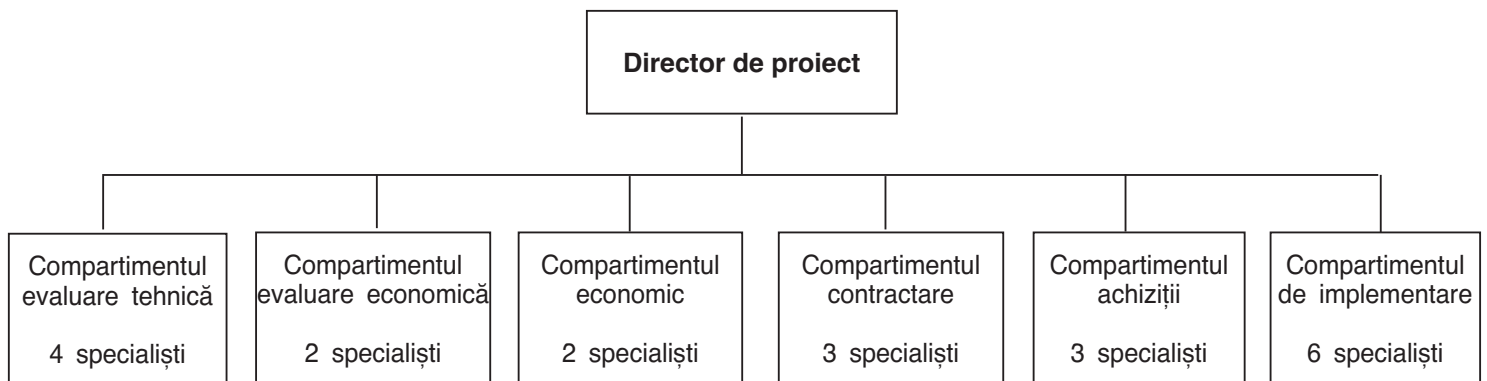 Director de proiect
Compartimentul
evaluare tehnică
4 specialiști
Compartimentul
evaluare economică
2 specialiști
Compartimentul
economic
2 specialiști
Compartimentul
contractare
3 specialiști
Compartimentul
achiziții
3 specialiști
Compartimentul
de implementare
6 specialiști